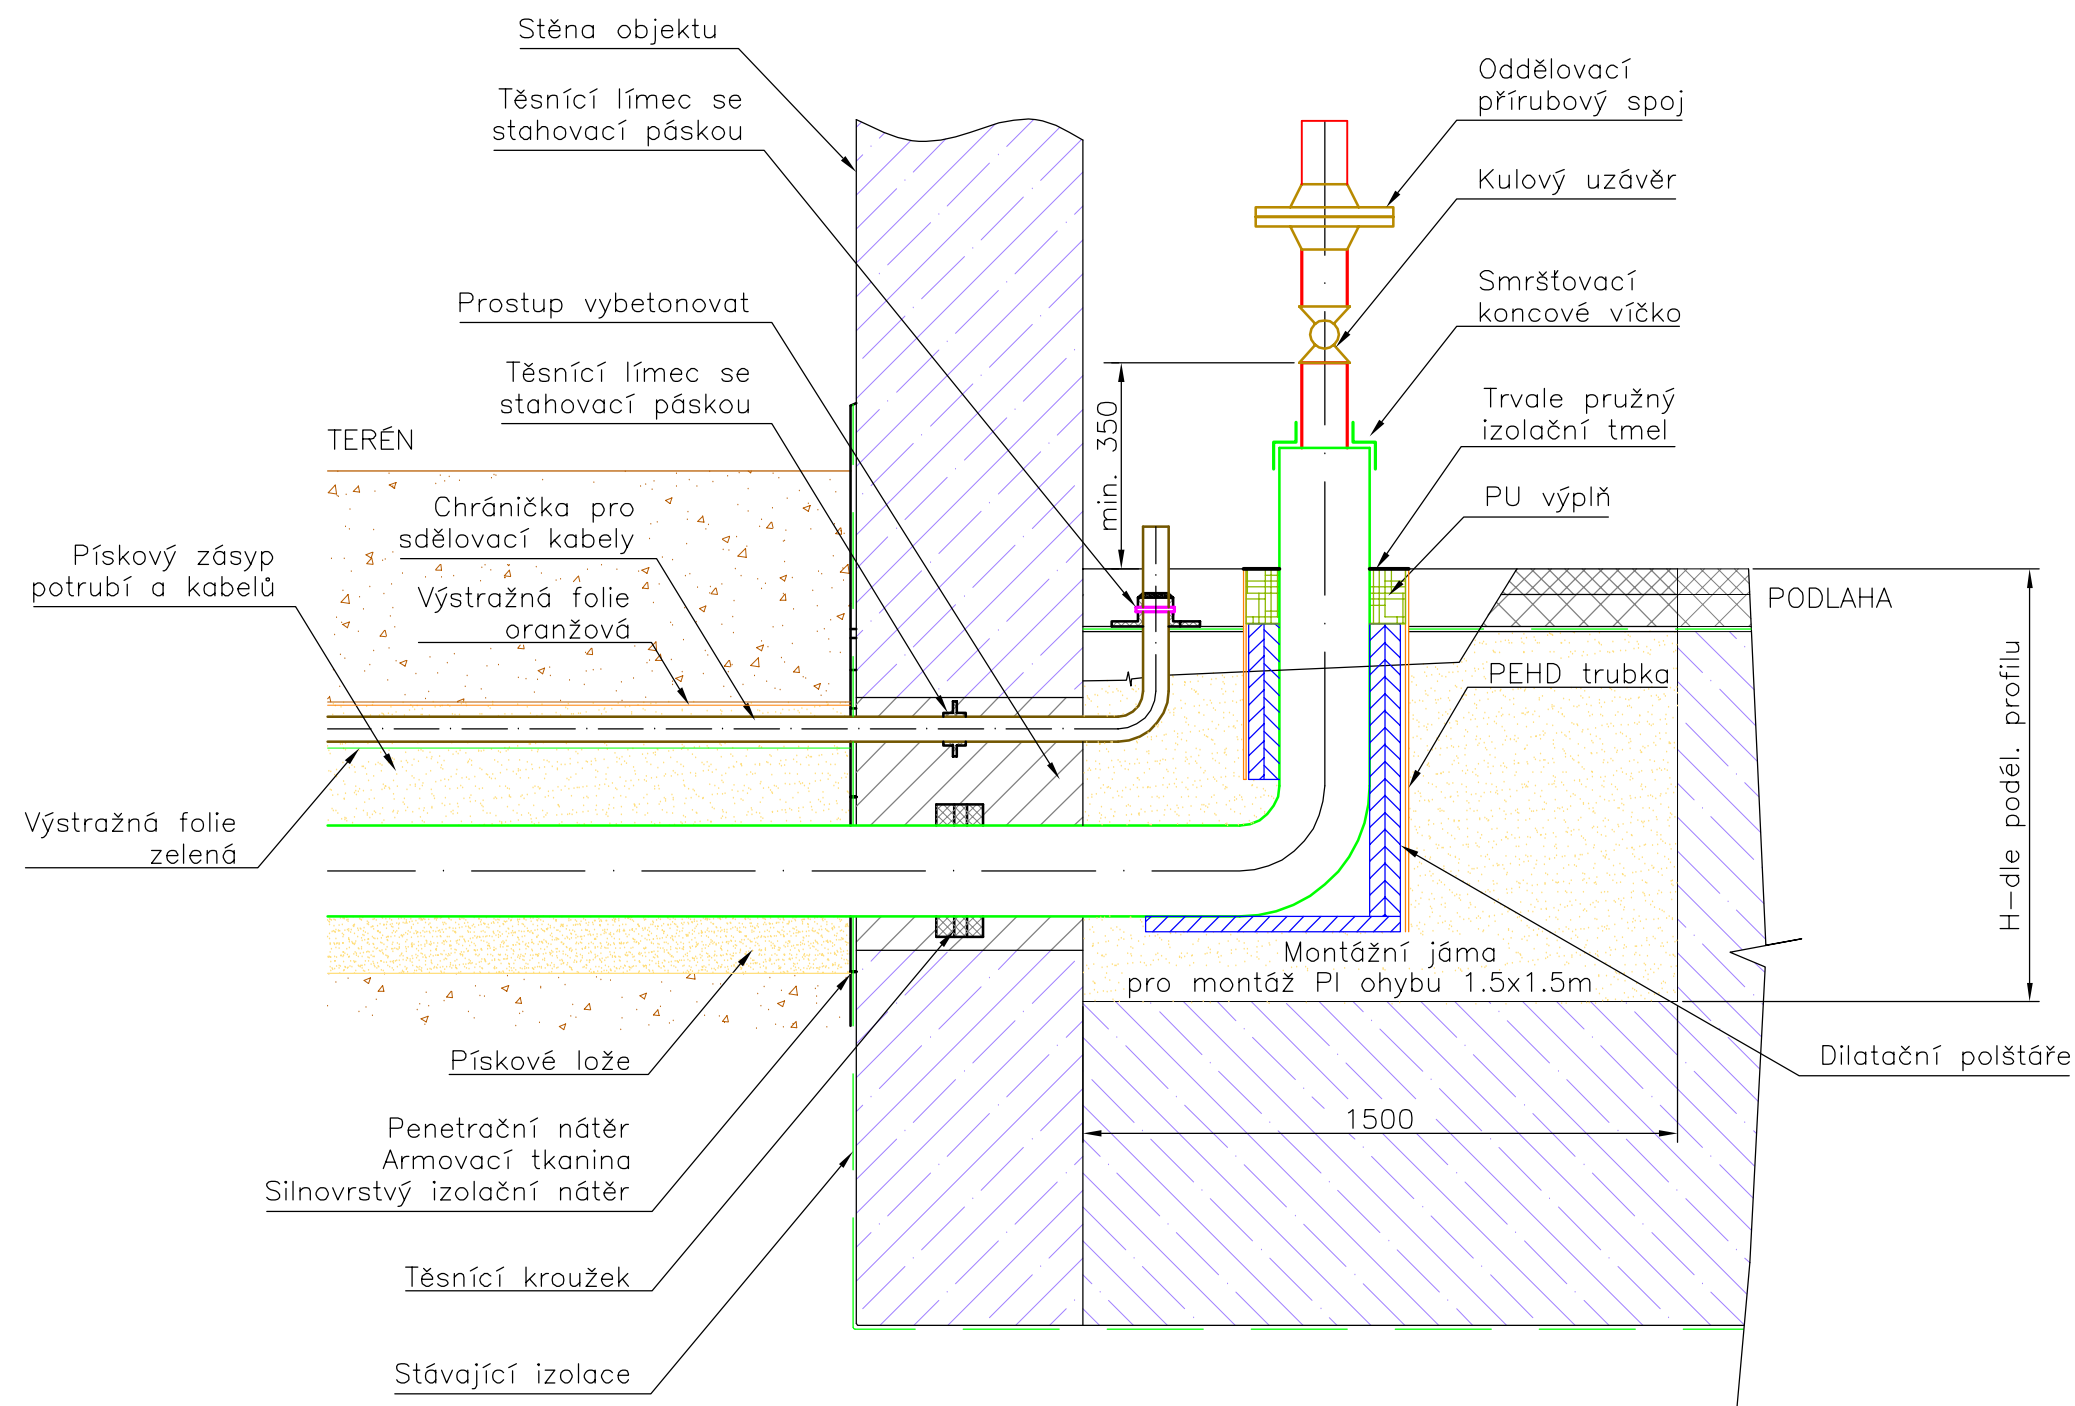 Stěna objektu
Těsnící límec se
stahovací páskou
Prostup vybetonovat
Těsnící límec se
stahovací páskou
TERÉN
Chránička pro
sdělovací kabely
Pískový zásyp
potrubí a kabelů
Výstražná folie
oranžová
Výstražná folie
zelená
Pískové lože
Penetrační nátěr
Armovací tkanina
Silnovrstvý izolační nátěr
Těsnící kroužek
Stávající izolace
Oddělovací
přírubový spoj
Kulový uzávěr
Smršťovací
koncové víčko
min. 350
Trvale pružný
izolační tmel
PU výplň
PODLAHA
PEHD trubka
H-dle podél. profilu
Montážní jáma
pro montáž PI ohybu 1.5x1.5m
Dilatační polštáře
1500